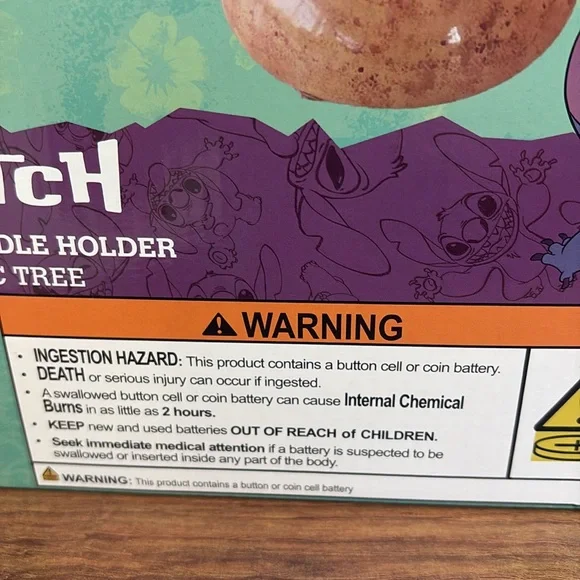 TCH
DLE HOLDER
C TREE
⚠ WARNING
• INGESTION HAZARD: This product contains a button cell or coin battery.
• DEATH or serious injury can occur if ingested.
• A swallowed button cell or coin battery can cause Internal Chemical
Burns in as little as 2 hours.
• KEEP new and used batteries OUT OF REACH of CHILDREN.
• Seek immediate medical attention if a battery is suspected to be
swallowed or inserted inside any part of the body.
⚠ WARNING: This product contains a button or coin cell battery